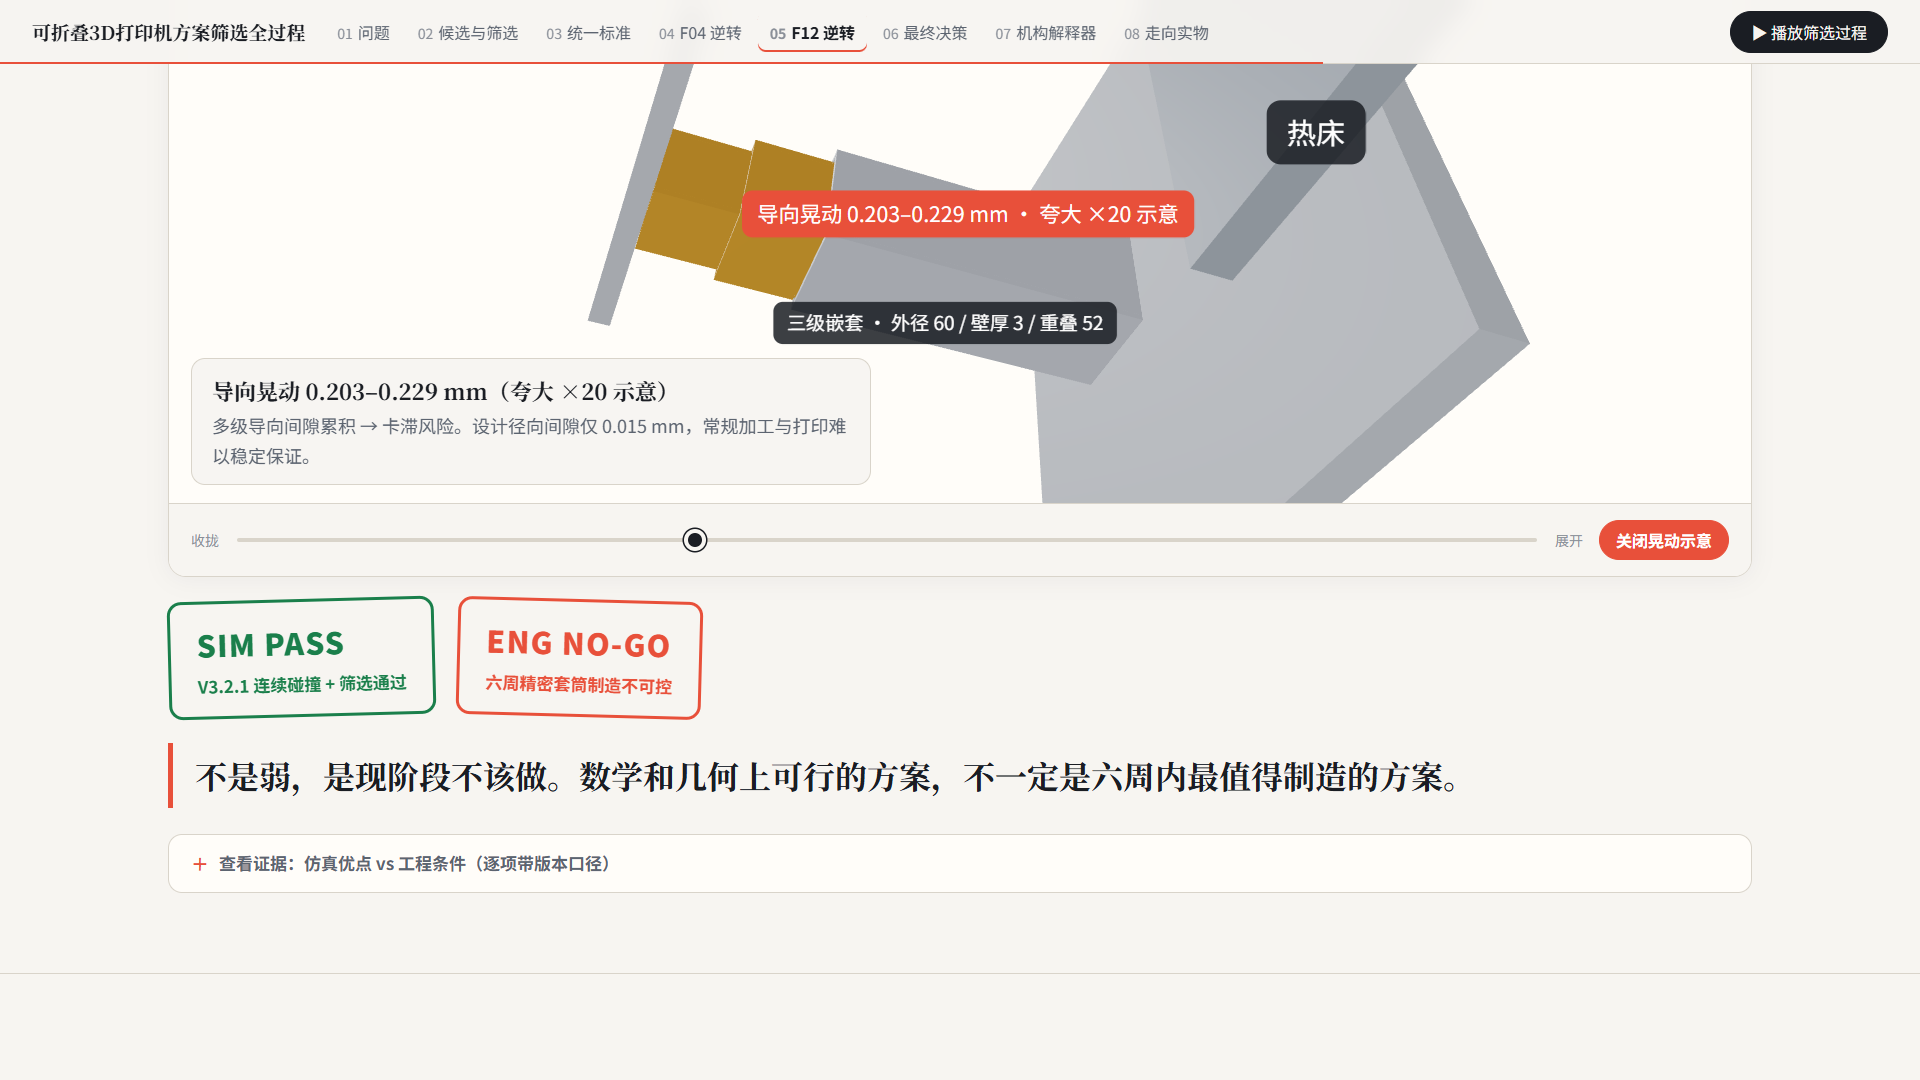 可折叠3D打印机方案筛选全过程
01 问题
02 候选与筛选
03 统一标准
04 F04 逆转
05 F12 逆转
06 最终决策
07 机构解释器
08 走向实物
▶ 播放筛选过程
热床
导向晃动 0.203–0.229 mm · 夸大 ×20 示意
三级嵌套 · 外径 60 / 壁厚 3 / 重叠 52
导向晃动 0.203–0.229 mm（夸大 ×20 示意）
多级导向间隙累积 → 卡滞风险。设计径向间隙仅 0.015 mm，常规加工与打印难
以稳定保证。
收拢
展开
关闭晃动示意
SIM PASS
V3.2.1 连续碰撞 + 筛选通过
ENG NO-GO
六周精密套筒制造不可控
不是弱，是现阶段不该做。数学和几何上可行的方案，不一定是六周内最值得制造的方案。
+ 查看证据：仿真优点 vs 工程条件（逐项带版本口径）